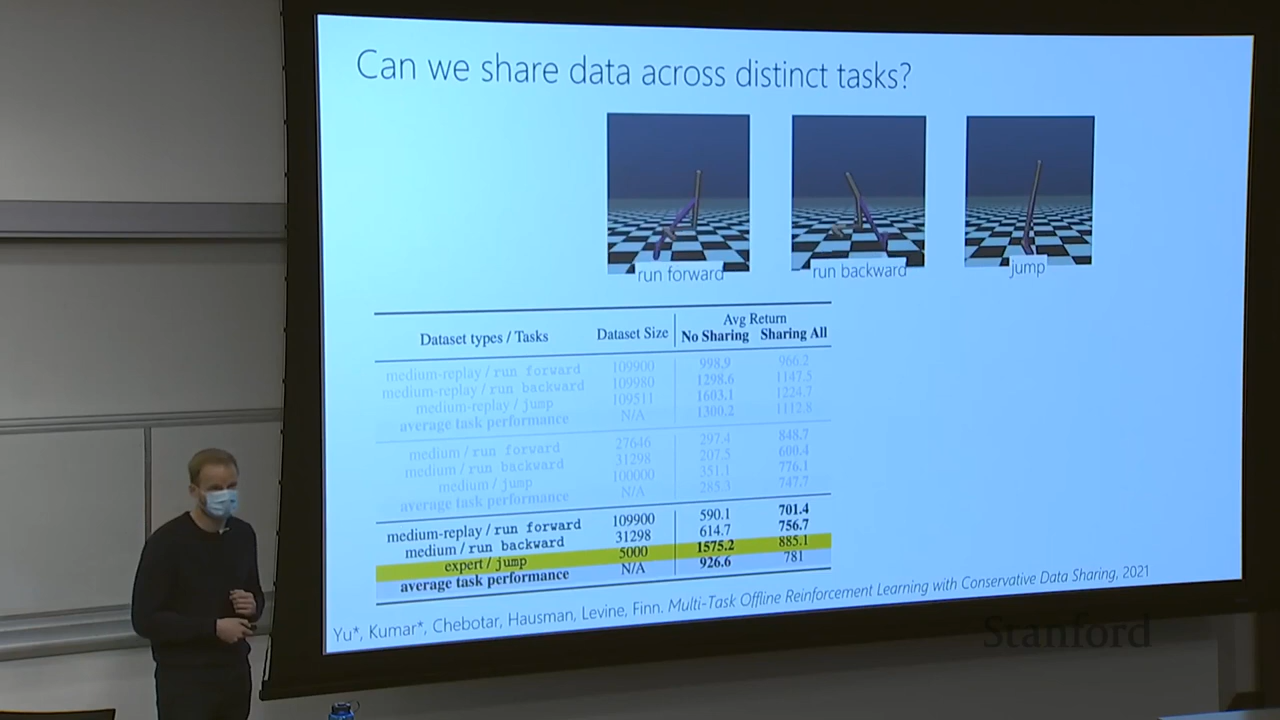 Can we share data across distinct tasks?
run forward
run backward
jump
Avg Return
Dataset types / Tasks Dataset Size No Sharing Sharing All
medium-replay / run forward 109900 998.9 966.2
medium-replay / run backward 109980 1298.6 1147.5
medium-replay / jump 109511 1603.1 1224.7
average task performance N/A 1300.2 1112.8
medium / run forward 27646 297.4 848.7
medium / run backward 31298 207.5 600.4
medium / jump 100000 351.1 776.1
average task performance N/A 285.3 747.7
medium-replay / run forward 109900 590.1 701.4
medium / run backward 31298 614.7 756.7
expert / jump 5000 1575.2 885.1
average task performance N/A 926.6 781
Yu*, Kumar*, Chebotar, Hausman, Levine, Finn. Multi-Task Offline Reinforcement Learning with Conservative Data Sharing, 2021
Stanford